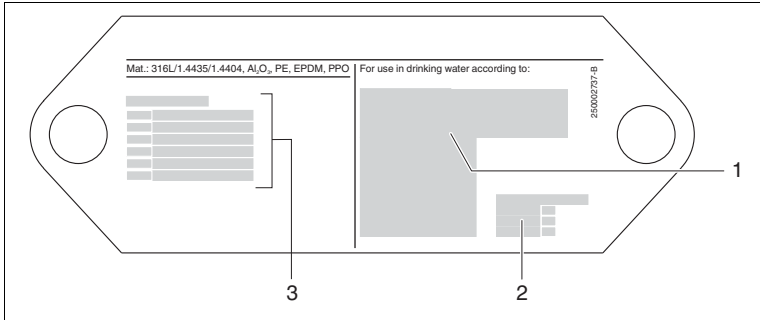 Mat.: 316L/1.4435/1.4404, Al₂O₃, PE, EPDM, PPO
For use in drinking water according to:
250002737-B
1
2
3